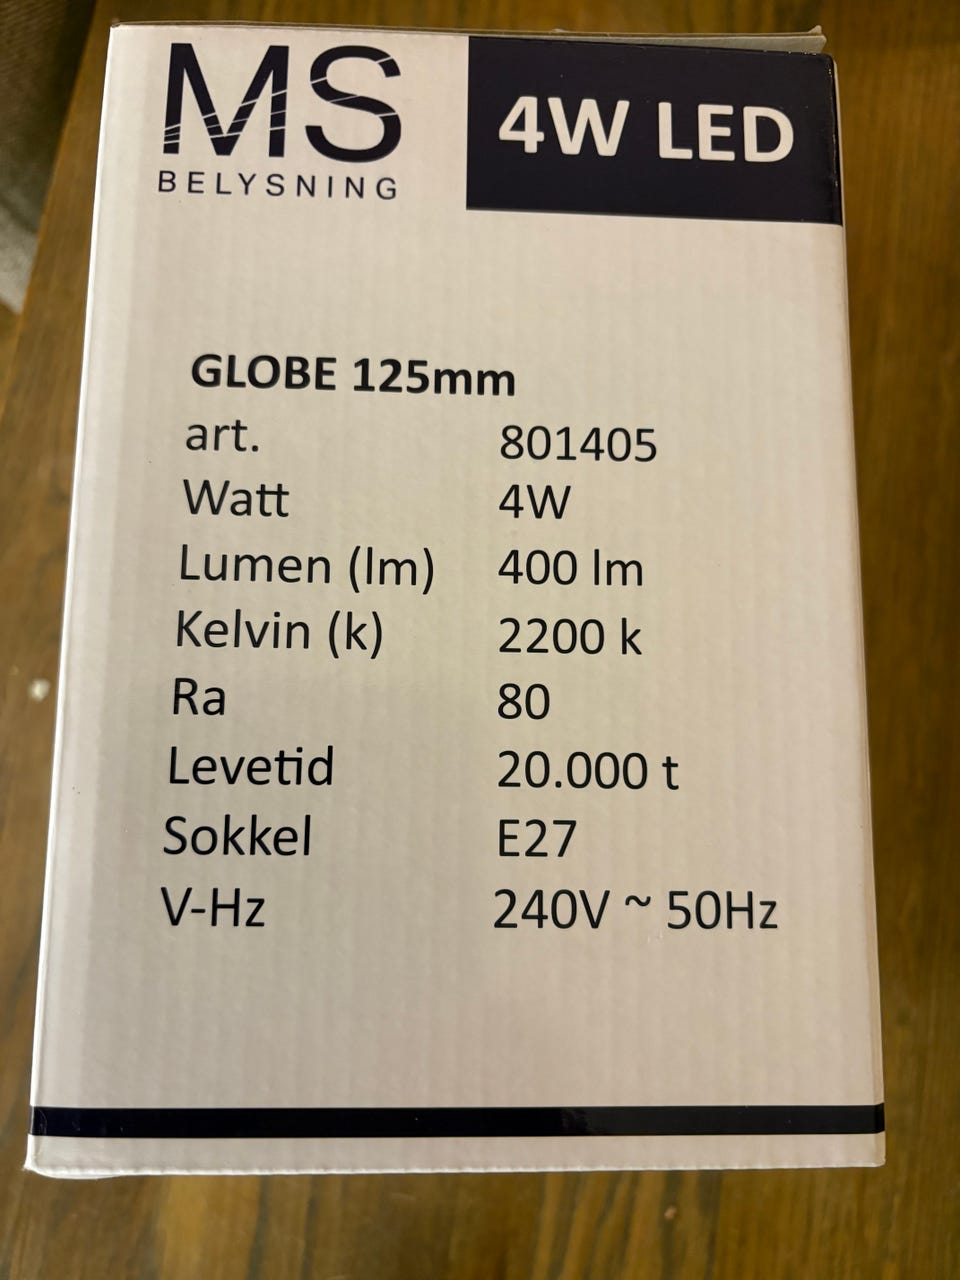 MS
BELYSNING
4W LED
GLOBE 125mm
art. 801405
Watt 4W
Lumen (lm) 400 lm
Kelvin (k) 2200 k
Ra 80
Levetid 20.000 t
Sokkel E27
V-Hz 240V ~ 50Hz